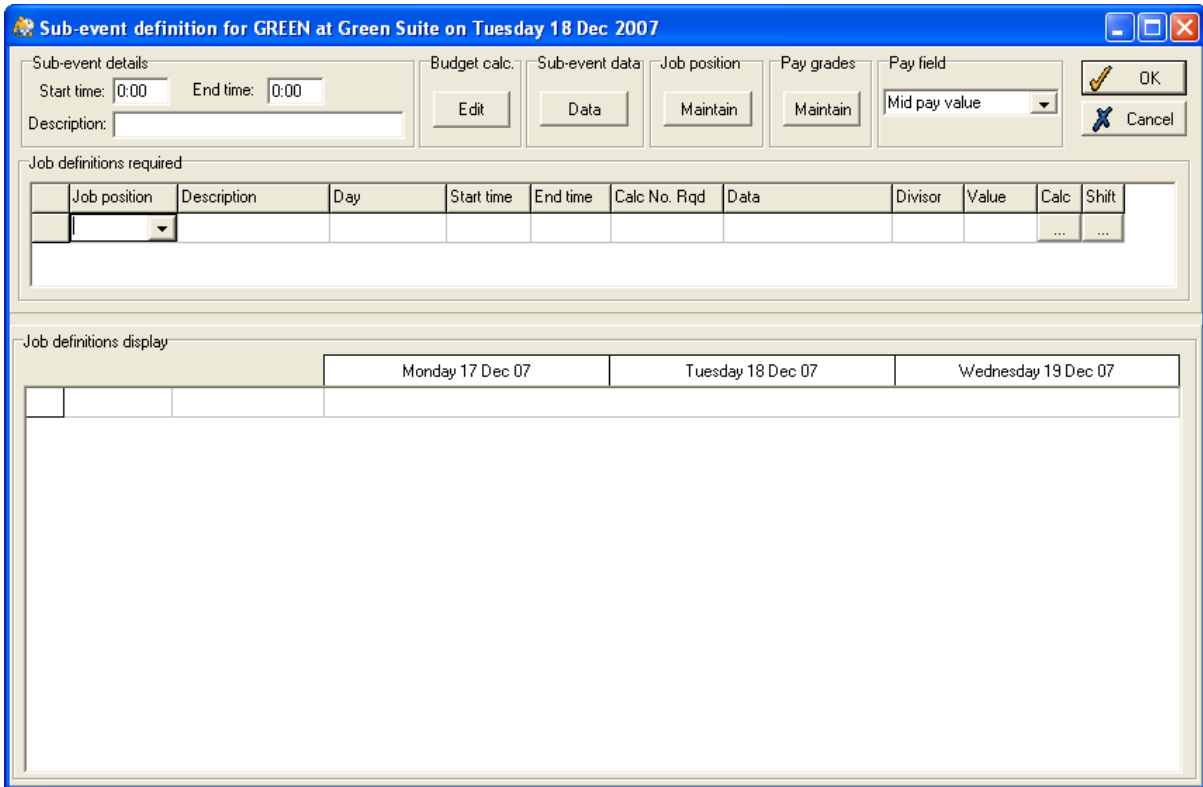 Sub-event definition for GREEN at Green Suite on Tuesday 18 Dec 2007
Sub-event details Budget calc. Sub-event data Job position Pay grades Pay field
Start time: 0:00 End time: 0:00 Edit Data Maintain Maintain Mid pay value OK
Description: Cancel
Job definitions required
Job position Description Day Start time End time Calc No. Rqd Data Divisor Value Calc Shift
... ...
Job definitions display
Monday 17 Dec 07 Tuesday 18 Dec 07 Wednesday 19 Dec 07